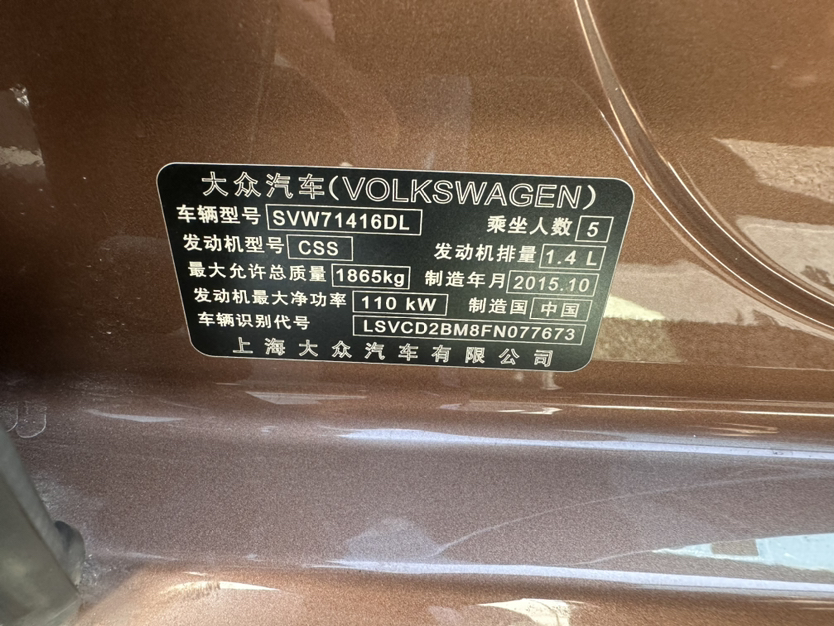 大众汽车(VOLKSWAGEN)
车辆型号 SVW71416DL 乘坐人数 5
发动机型号 CSS 发动机排量 1.4 L
最大允许总质量 1865kg 制造年月 2015.10
发动机最大净功率 110 kW 制造国 中国
车辆识别代号 LSVCD2BM8FN077673
上海大众汽车有限公司